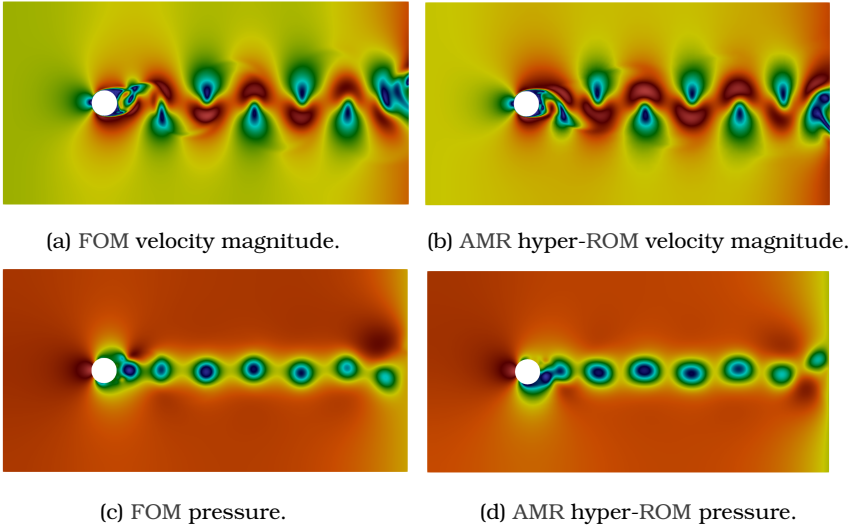 (a) FOM velocity magnitude.
(b) AMR hyper-ROM velocity magnitude.
(c) FOM pressure.
(d) AMR hyper-ROM pressure.